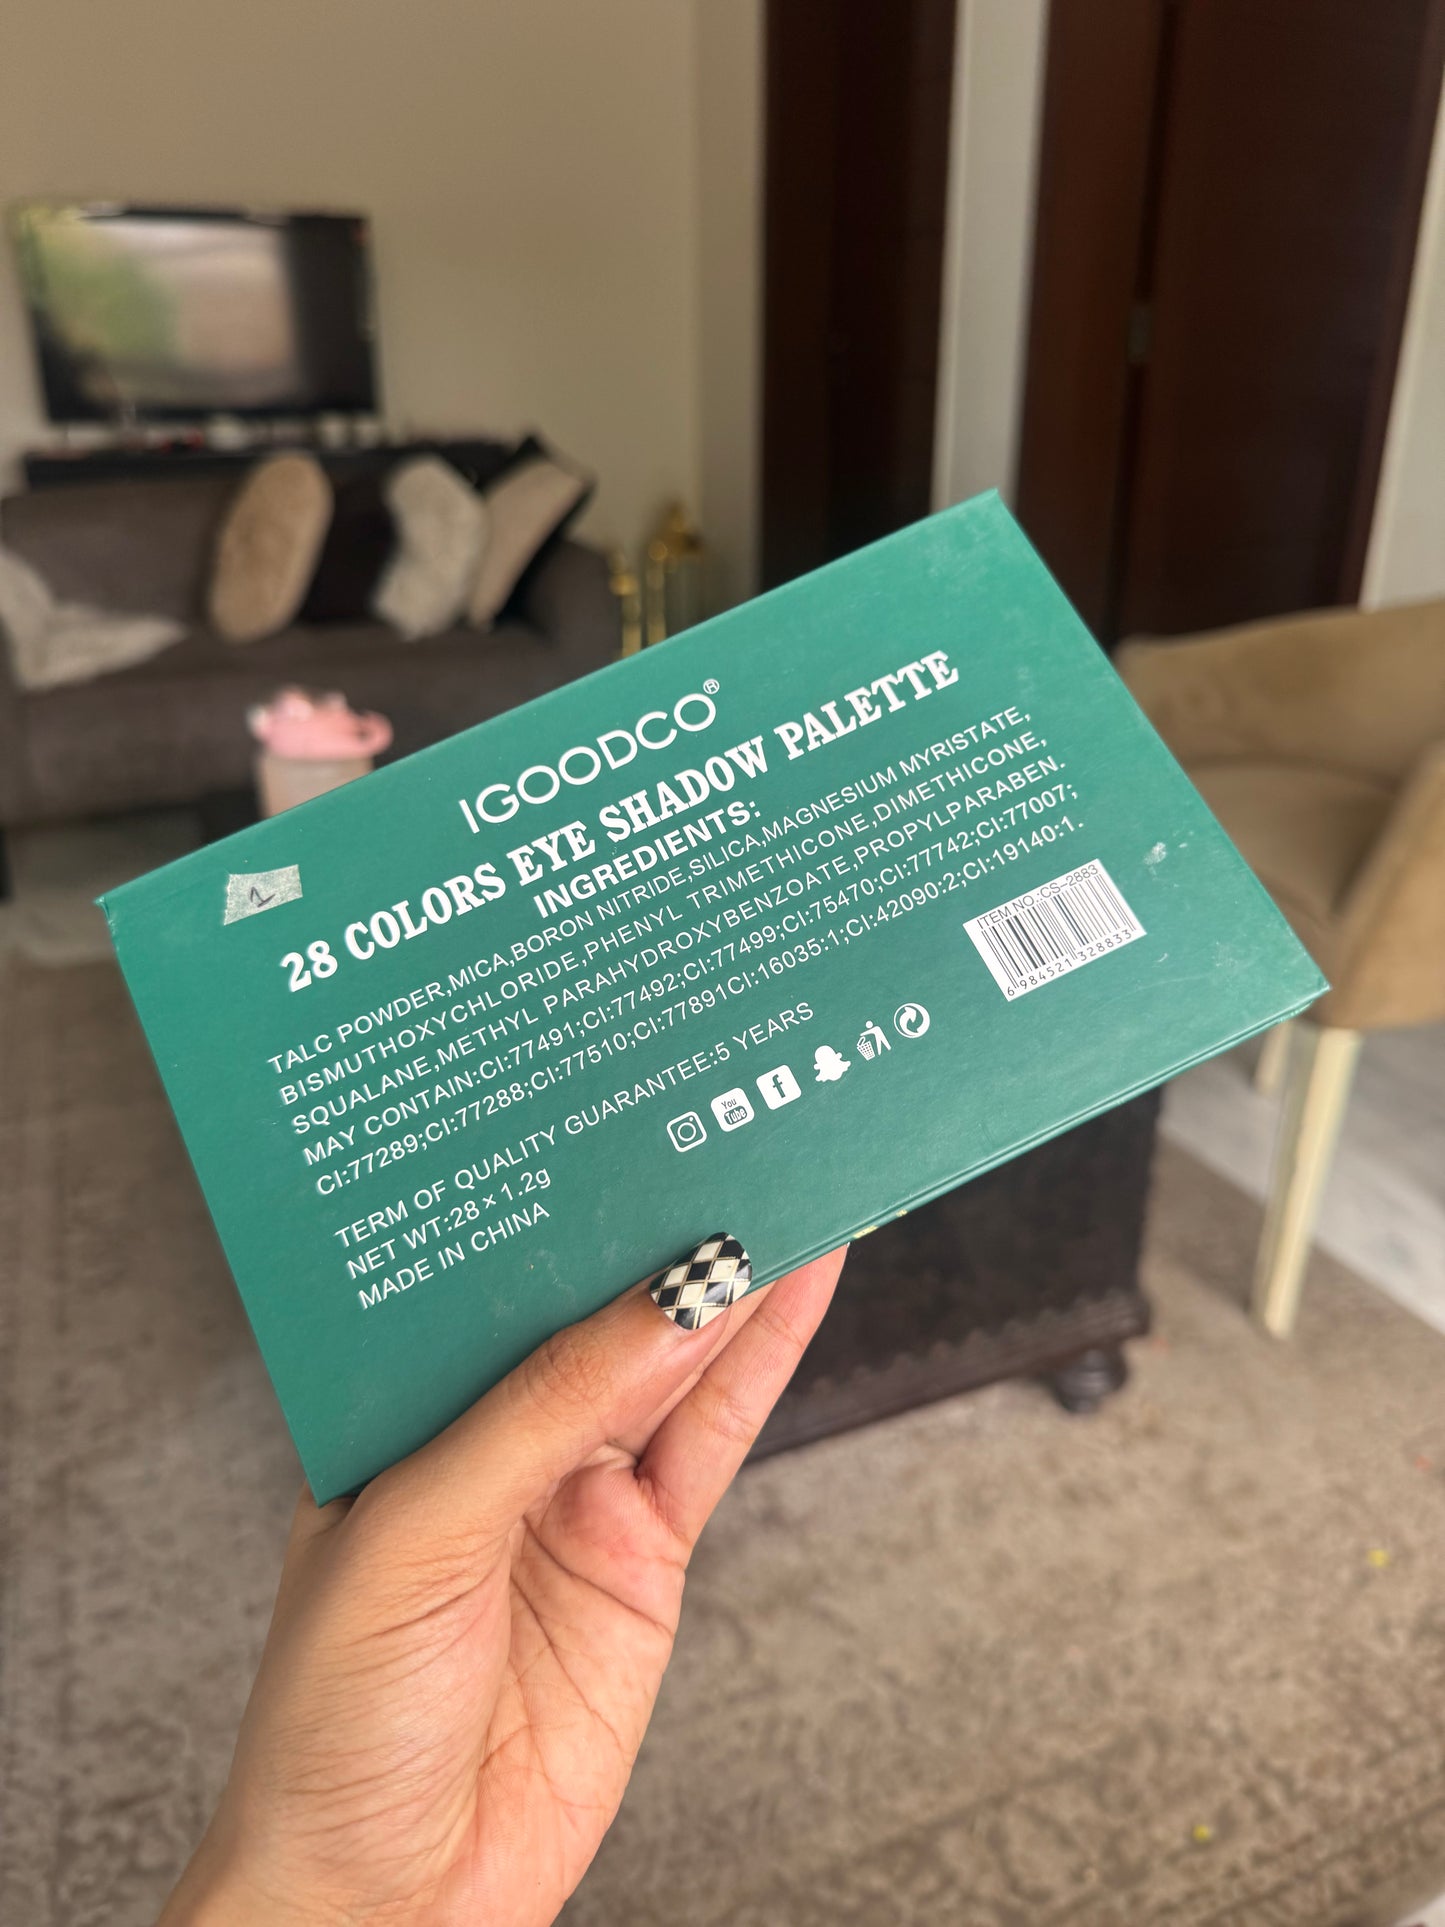 1
IGOODCO®
28 COLORS EYE SHADOW PALETTE
INGREDIENTS:
TALC POWDER,MICA,BORON NITRIDE,SILICA,MAGNESIUM MYRISTATE,
BISMUTHOXYCHLORIDE,PHENYL TRIMETHICONE,DIMETHICONE,
SQUALANE,METHYL PARAHYDROXYBENZOATE,PROPYLPARABEN.
MAY CONTAIN:CI:77491;CI:77492;CI:77499;CI:75470;CI:77742;CI:77007;
CI:77289;CI:77288;CI:77510;CI:77891CI:16035:1;CI:42090:2;CI:19140:1.
TERM OF QUALITY GUARANTEE:5 YEARS
NET WT:28×1.2g
MADE IN CHINA
You
Tube
f
ITEM NO.:CS-2883
6 984521 328833